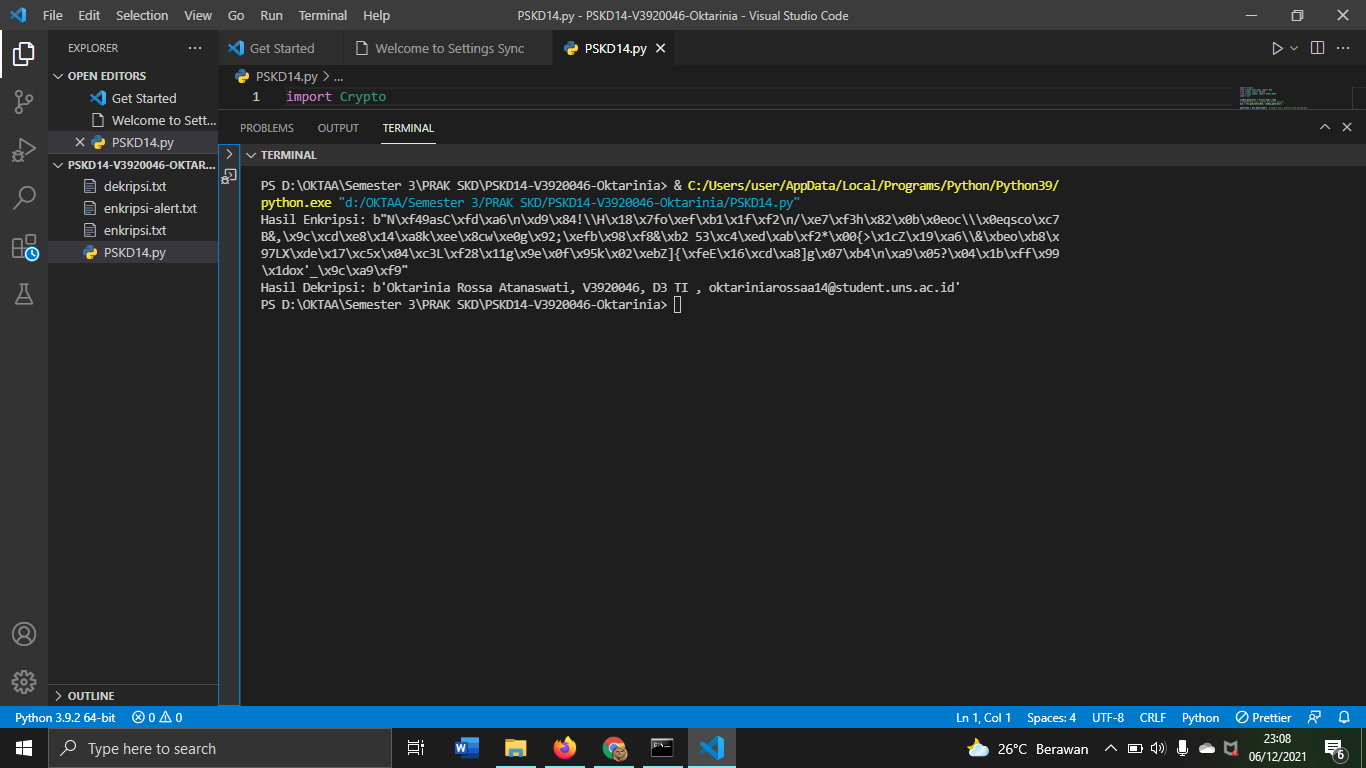 File Edit Selection View Go Run Terminal Help PSKD14.py - PSKD14-V3920046-Oktarinia - Visual Studio Code
EXPLORER
OPEN EDITORS
Get Started
Welcome to Sett...
PSKD14.py
PSKD14-V3920046-OKTAR...
dekripsi.txt
enkripsi-alert.txt
enkripsi.txt
PSKD14.py
OUTLINE
Get Started Welcome to Settings Sync PSKD14.py
PSKD14.py > ...
1 import Crypto
PROBLEMS OUTPUT TERMINAL
TERMINAL
PS D:\OKTAA\Semester 3\PRAK SKD\PSKD14-V3920046-Oktarinia> & C:/Users/user/AppData/Local/Programs/Python/Python39/
python.exe "d:/OKTAA/Semester 3/PRAK SKD/PSKD14-V3920046-Oktarinia/PSKD14.py"
Hasil Enkripsi: b"N\xf49asC\xfd\xa6\n\xd9\x84!\\H\x18\x7fo\xef\xb1\x1f\xf2\n/\xe7\xf3h\x82\x0b\x0eoc\\\x0eqsco\xc7
B&,\x9c\xcd\xe8\x14\xa8k\xee\x8cw\xe0g\x92;\xefb\x98\xf8&\xb2 53\xc4\xed\xab\xf2*\x00{>\x1cZ\x19\xa6\\&\xbeo\xb8\x
97LX\xde\x17\xc5x\x04\xc3L\xf28\x11g\x9e\x0f\x95k\x02\xebZ]{\xfeE\x16\xcd\xa8]g\x07\xb4\n\xa9\x05?\x04\x1b\xff\x99
\x1dox'_\x9c\xa9\xf9"
Hasil Dekripsi: b'Oktarinia Rossa Atanaswati, V3920046, D3 TI , oktariniarossaa14@student.uns.ac.id'
PS D:\OKTAA\Semester 3\PRAK SKD\PSKD14-V3920046-Oktarinia>
Python 3.9.2 64-bit 0 0 Ln 1, Col 1 Spaces: 4 UTF-8 CRLF Python Prettier
Type here to search 26°C Berawan 23:08
06/12/2021 6